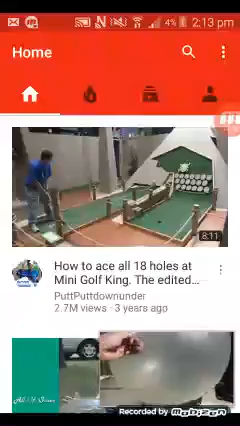 4% 2:13 pm
Home
8:11
How to ace all 18 holes at
Mini Golf King. The edited...
PuttPuttdownunder
2.7M views · 3 years ago
Recorded by Mobizen